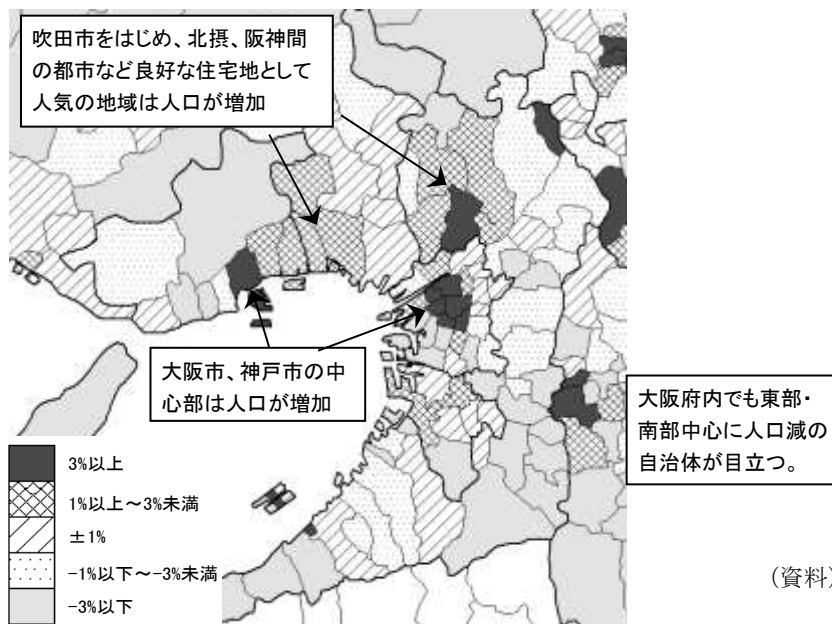 吹田市をはじめ、北摂、阪神間
の都市など良好な住宅地として
人気の地域は人口が増加
大阪市、神戸市の中
心部は人口が増加
大阪府内でも東部・
南部中心に人口減の
自治体が目立つ。
3%以上
1%以上～3%未満
±1%
-1%以下～-3%未満
-3%以下
(資料)